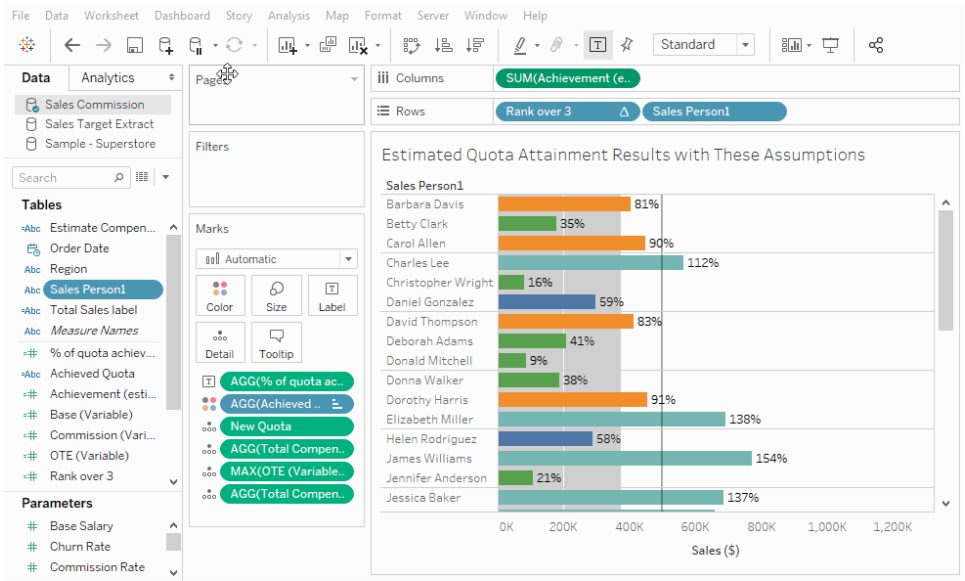 File Data Worksheet Dashboard Story Analysis Map Format Server Window Help
Standard
Data Analytics
Sales Commission
Sales Target Extract
Sample - Superstore
Search
Tables
Abc Estimate Compen...
Order Date
Abc Region
Abc Sales Person1
Abc Total Sales label
Abc Measure Names
% of quota achiev...
Abc Achieved Quota
Achievement (esti...
Base (Variable)
Commission (Vari...
OTE (Variable)
Rank over 3
Parameters
Base Salary
Churn Rate
Commission Rate
Pages
Filters
Marks
Automatic
Color Size Label
Detail Tooltip
AGG(% of quota ac..
AGG(Achieved ..
New Quota
AGG(Total Compen..
MAX(OTE (Variable..
AGG(Total Compen..
Columns SUM(Achievement (e..
Rows Rank over 3 Sales Person1
Estimated Quota Attainment Results with These Assumptions
Sales Person1
Barbara Davis 81%
Betty Clark 35%
Carol Allen 90%
Charles Lee 112%
Christopher Wright 16%
Daniel Gonzalez 59%
David Thompson 83%
Deborah Adams 41%
Donald Mitchell 9%
Donna Walker 38%
Dorothy Harris 91%
Elizabeth Miller 138%
Helen Rodriguez 58%
James Williams 154%
Jennifer Anderson 21%
Jessica Baker 137%
0K 200K 400K 600K 800K 1,000K 1,200K
Sales ($)